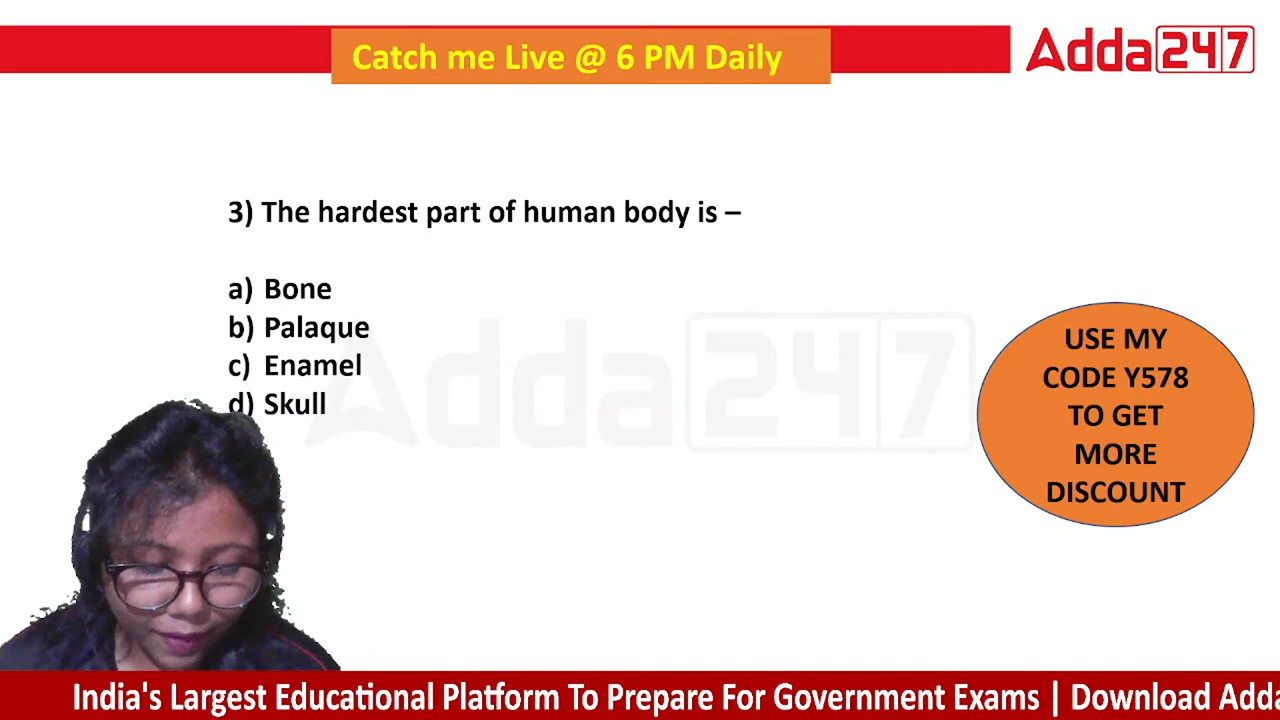 Catch me Live @ 6 PM Daily
Adda247
3) The hardest part of human body is –
a) Bone
b) Palaque
c) Enamel
d) Skull
Adda247
USE MY
CODE Y578
TO GET
MORE
DISCOUNT
India's Largest Educational Platform To Prepare For Government Exams | Download Adda